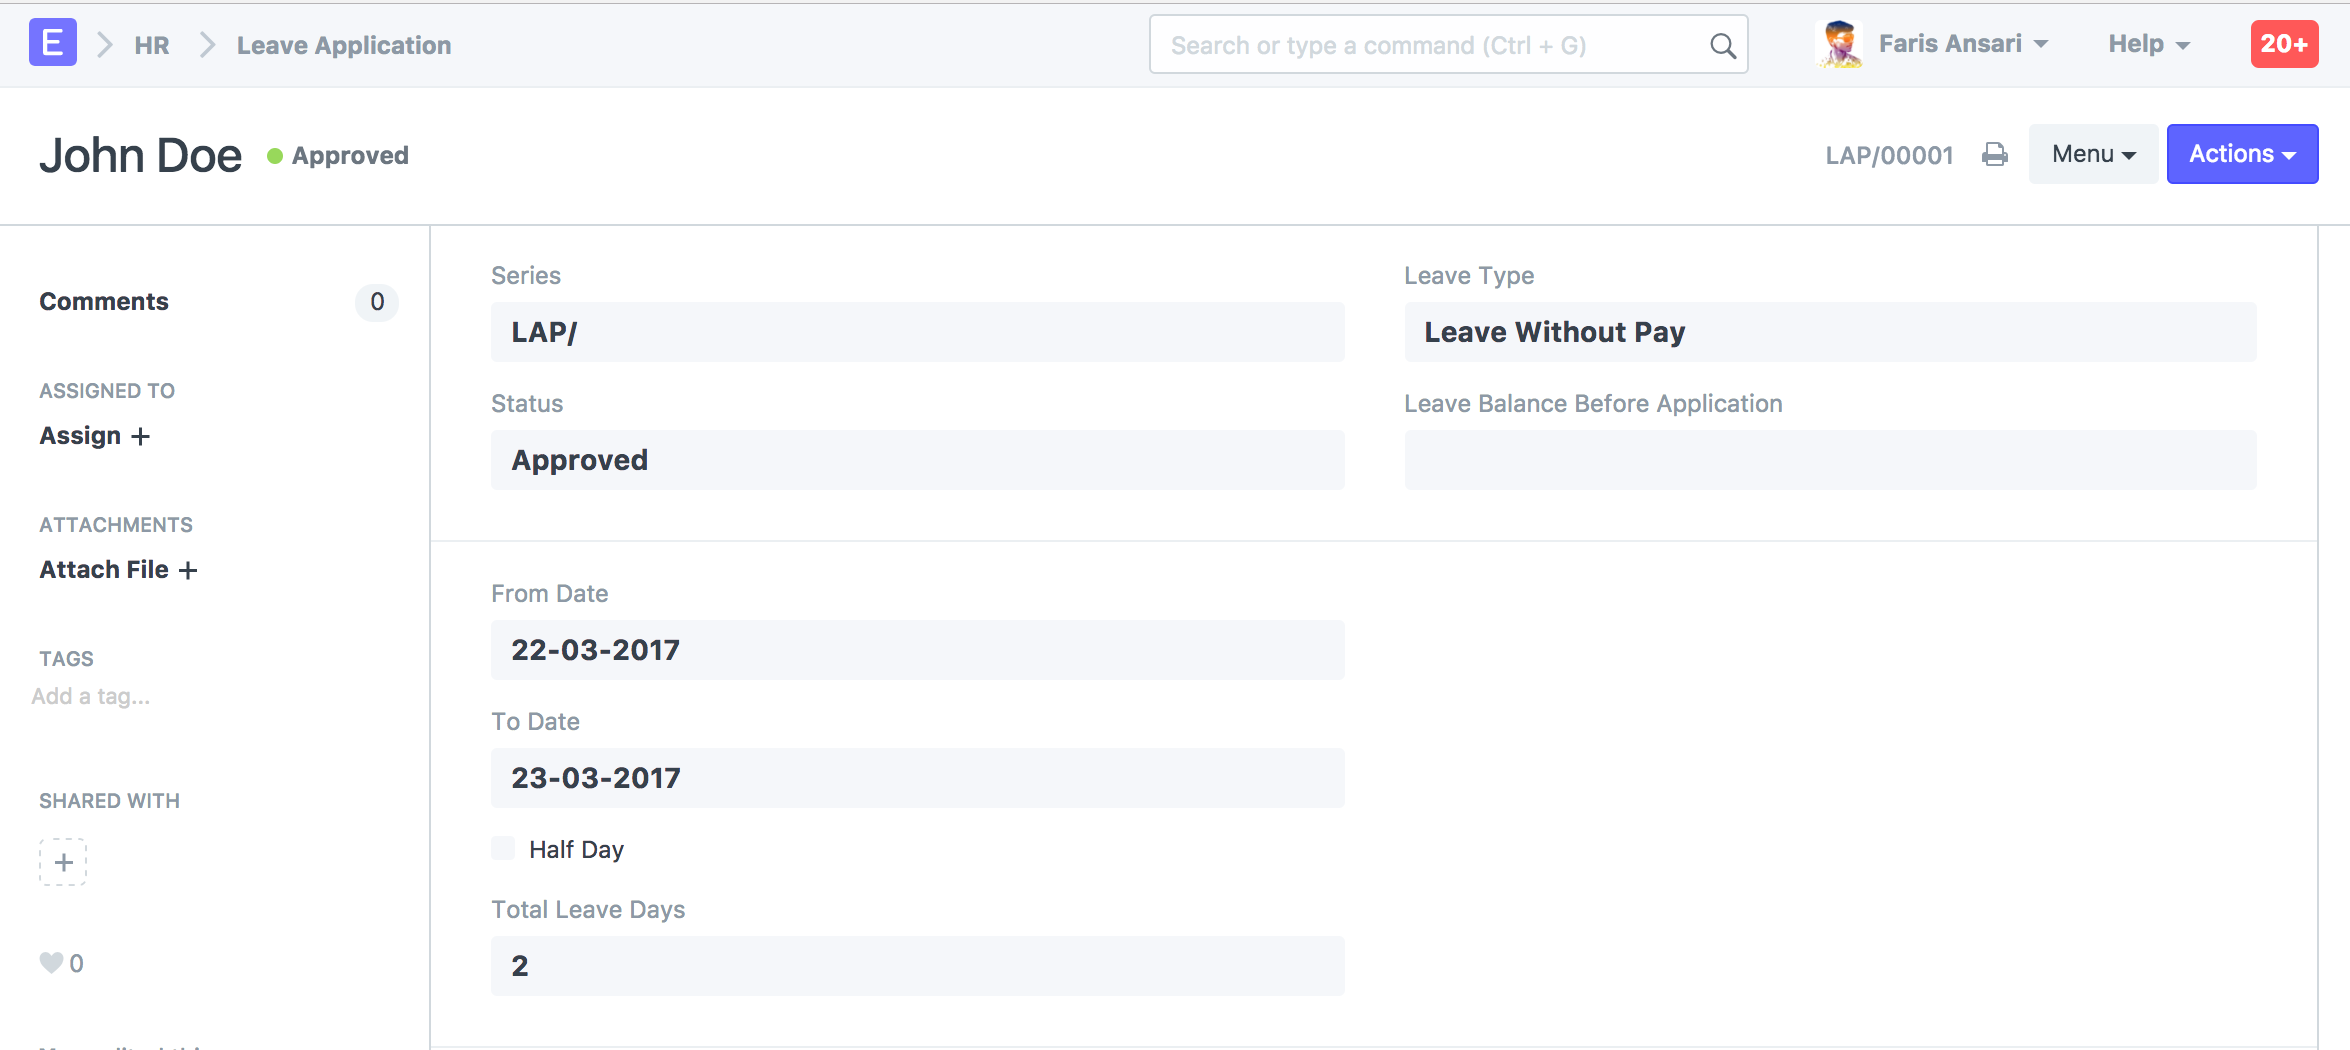 E HR Leave Application Search or type a command (Ctrl + G) Faris Ansari Help 20+
John Doe Approved LAP/00001 Menu Actions
Comments 0
ASSIGNED TO
Assign +
ATTACHMENTS
Attach File +
TAGS
Add a tag...
SHARED WITH
+
0
Series
LAP/
Status
Approved
Leave Type
Leave Without Pay
Leave Balance Before Application
From Date
22-03-2017
To Date
23-03-2017
Half Day
Total Leave Days
2